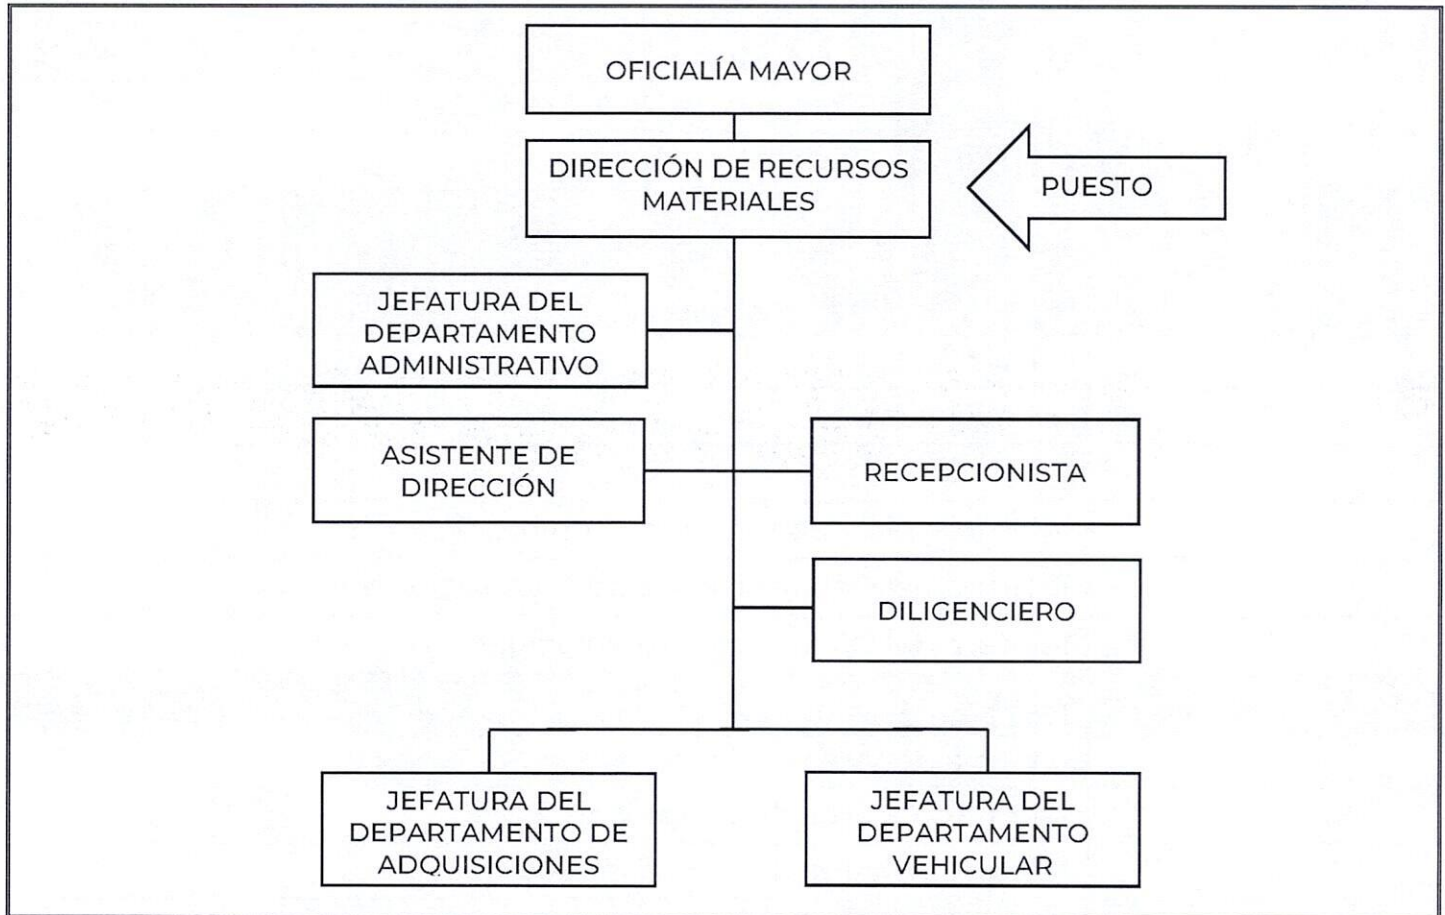 OFICIALÍA MAYOR
DIRECCIÓN DE RECURSOS
MATERIALES
PUESTO
JEFATURA DEL
DEPARTAMENTO
ADMINISTRATIVO
ASISTENTE DE
DIRECCIÓN
RECEPCIONISTA
DILIGENCIERO
JEFATURA DEL
DEPARTAMENTO DE
ADQUISICIONES
JEFATURA DEL
DEPARTAMENTO
VEHICULAR